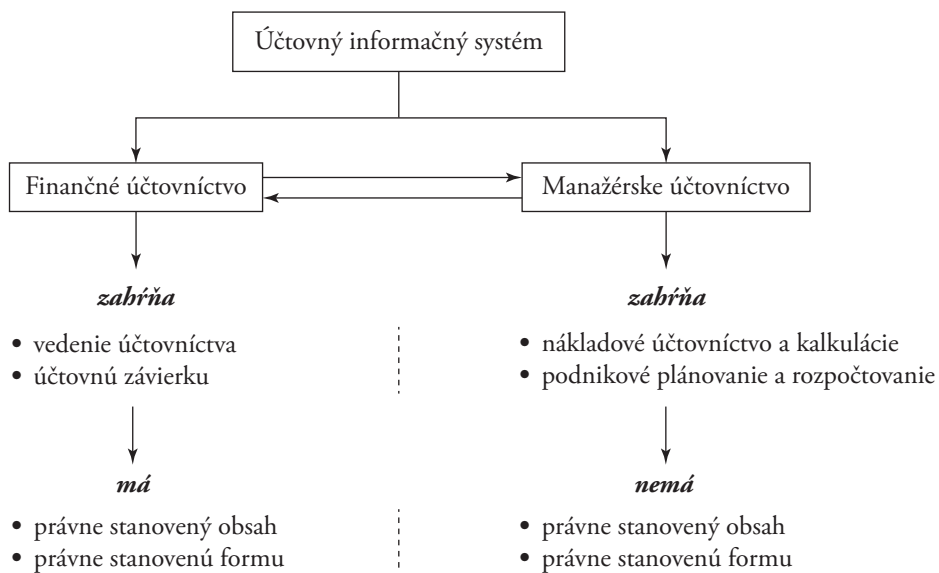 Účtovný informačný systém
Finančné účtovníctvo
Manažérske účtovníctvo
zahŕňa
• vedenie účtovníctva
• účtovnú závierku
má
• právne stanovený obsah
• právne stanovenú formu
zahŕňa
• nákladové účtovníctvo a kalkulácie
• podnikové plánovanie a rozpočtovanie
nemá
• právne stanovený obsah
• právne stanovenú formu